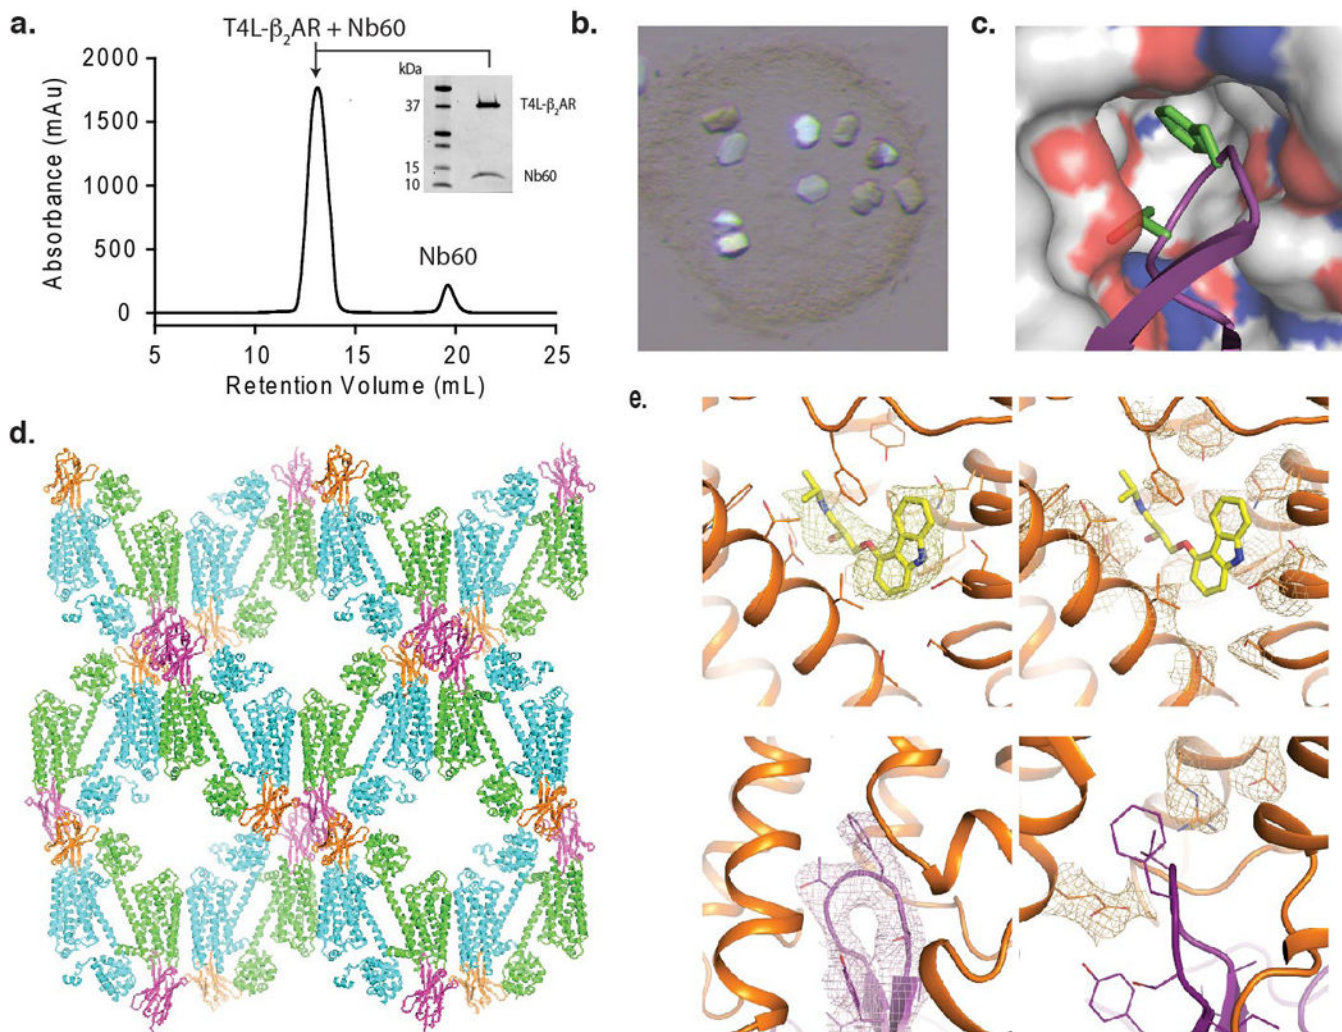 a.
T4L-β₂AR + Nb60
Absorbance (mAu)
2000
1500
1000
500
0
kDa
37
15
10
T4L-β₂AR
Nb60
Nb60
5
10
15
20
25
Retention Volume (mL)
b.
c.
d.
e.